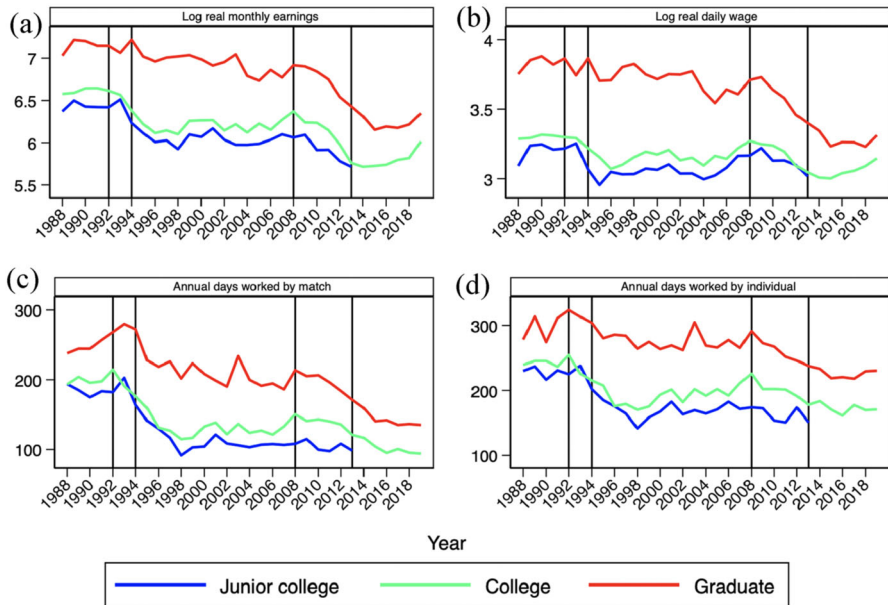 (a) Log real monthly earnings
7
6.5
6
5.5
1988 1990 1992 1994 1996 1998 2000 2002 2004 2006 2008 2010 2012 2014 2016 2018
(b) Log real daily wage
4
3.5
3
1988 1990 1992 1994 1996 1998 2000 2002 2004 2006 2008 2010 2012 2014 2016 2018
(c) Annual days worked by match
300
200
100
1988 1990 1992 1994 1996 1998 2000 2002 2004 2006 2008 2010 2012 2014 2016 2018
(d) Annual days worked by individual
300
200
100
1988 1990 1992 1994 1996 1998 2000 2002 2004 2006 2008 2010 2012 2014 2016 2018
Year
Junior college College Graduate